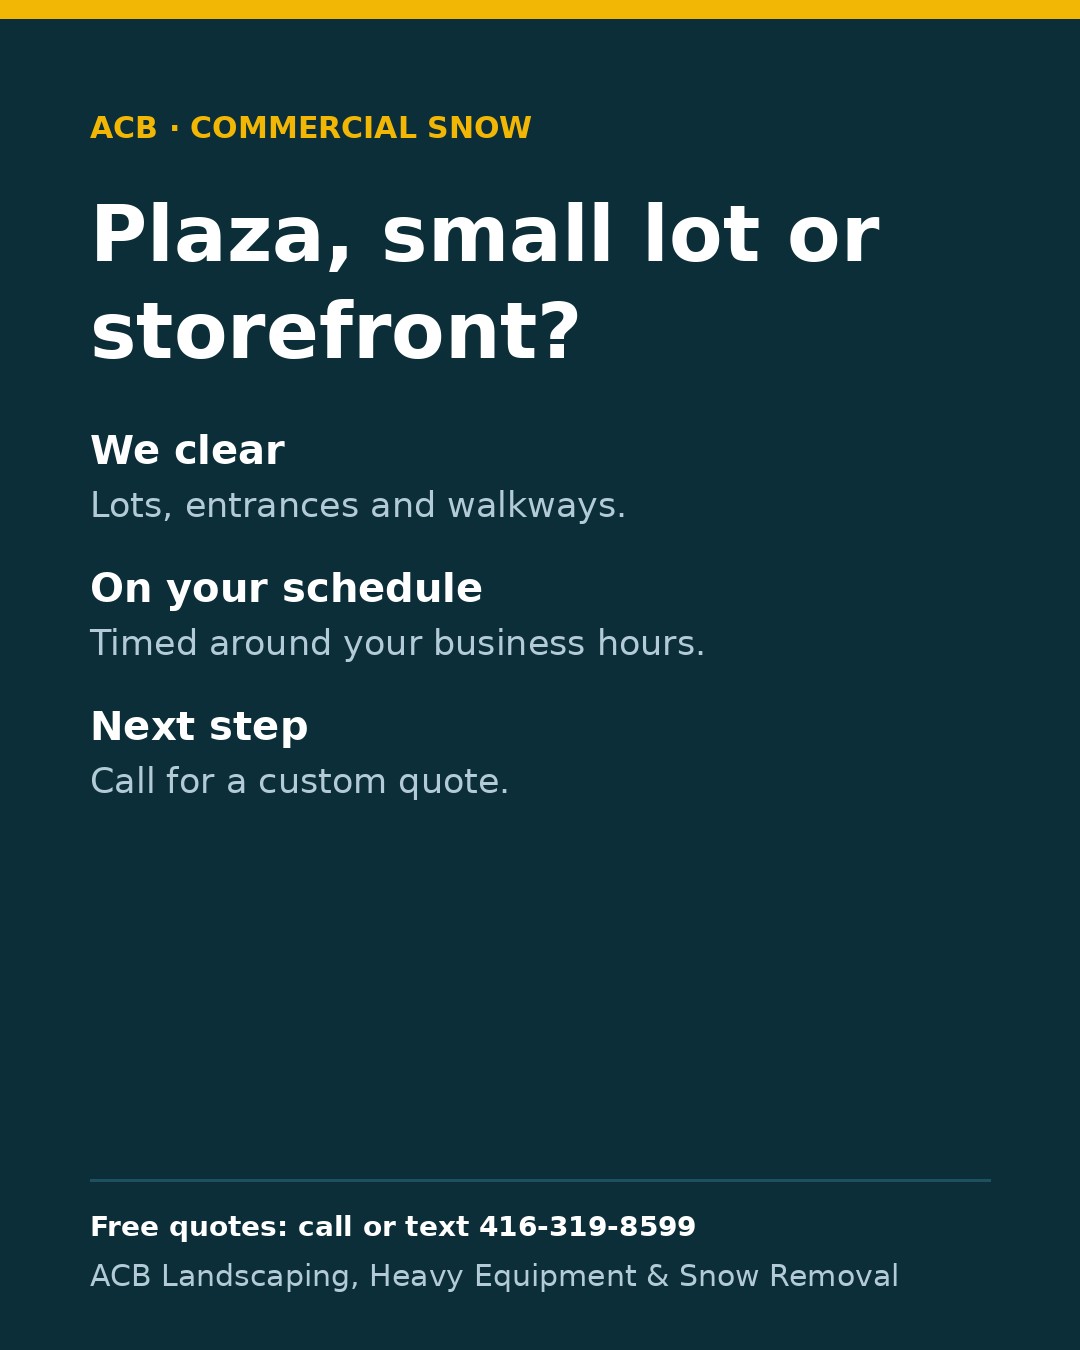 ACB · COMMERCIAL SNOW
Plaza, small lot or
storefront?
We clear
Lots, entrances and walkways.
On your schedule
Timed around your business hours.
Next step
Call for a custom quote.
Free quotes: call or text 416-319-8599
ACB Landscaping, Heavy Equipment & Snow Removal